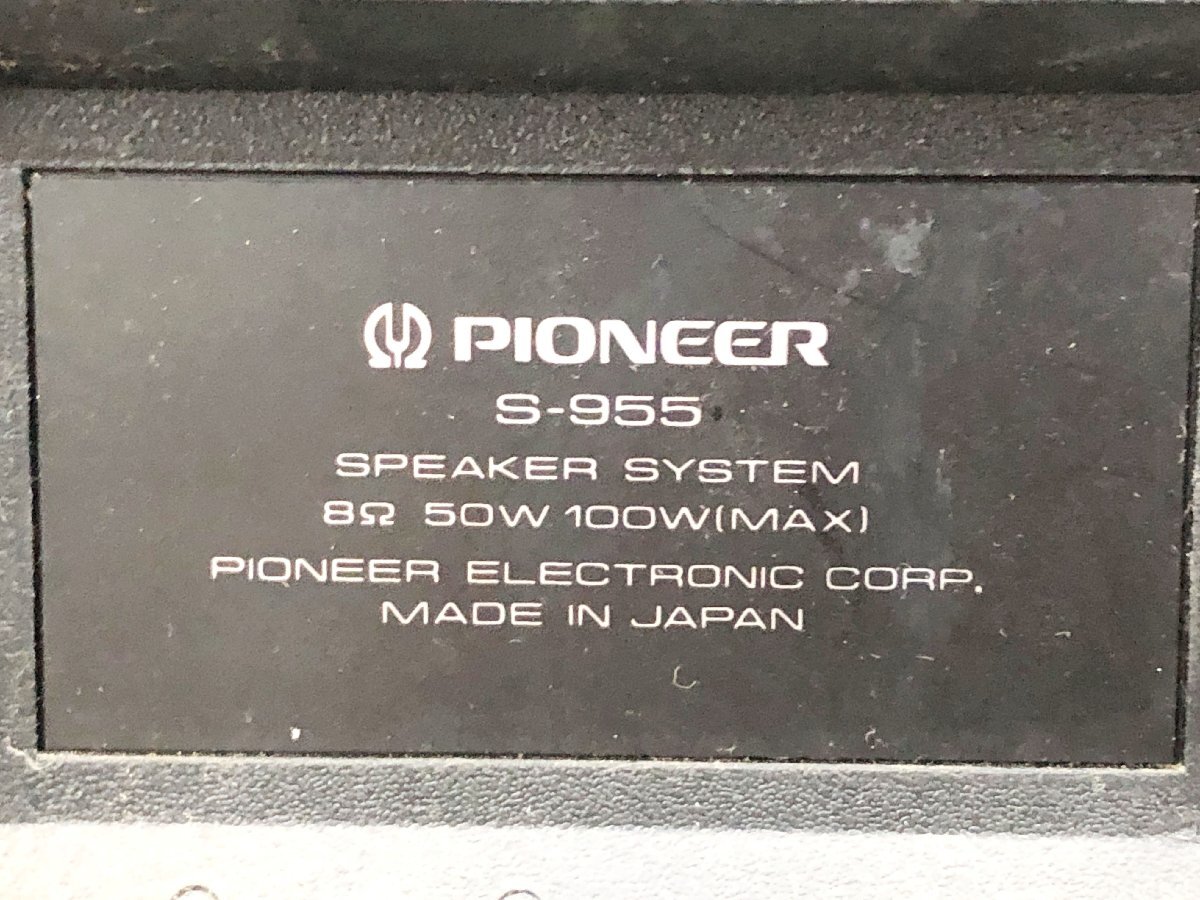 PIONEER
S-955
SPEAKER SYSTEM
8Ω 50W 100W(MAX)
PIONEER ELECTRONIC CORP.
MADE IN JAPAN